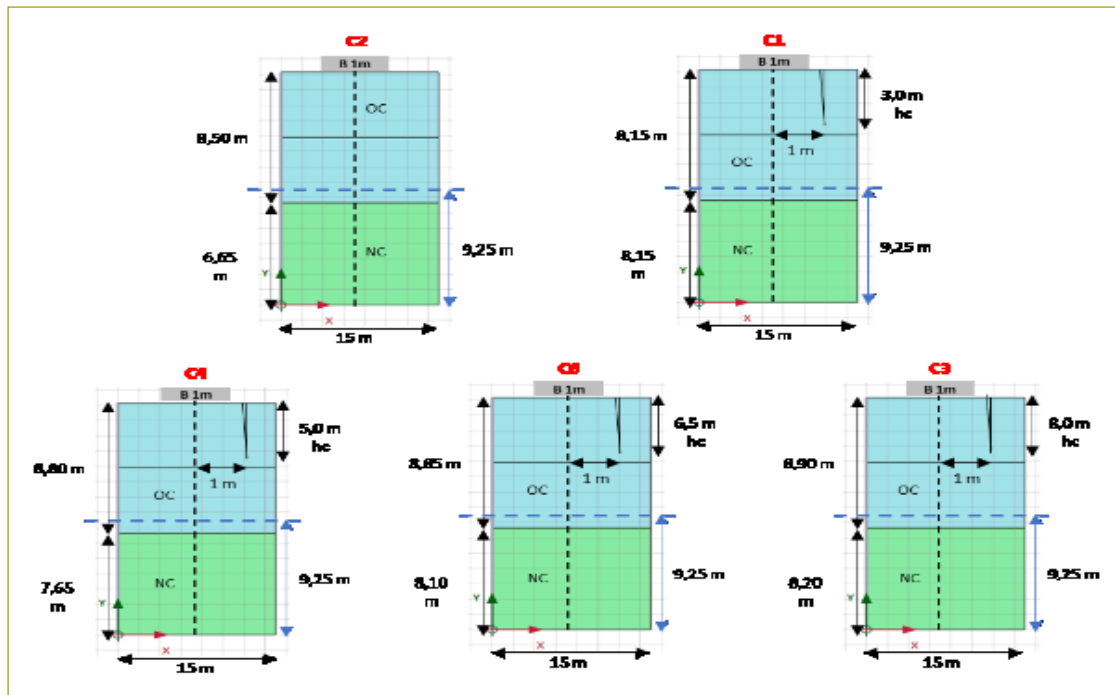 C2
B 1m
OC
8,50 m
NC
6,65
m
9,25 m
Y
X
15 m
C1
B 1m
3,0 m
hc
8,15 m
1 m
OC
NC
8,15
m
9,25 m
Y
X
15 m
C4
B 1m
5,0 m
hc
8,80 m
1 m
OC
NC
7,65
m
9,25 m
Y
X
15 m
B 1m
6,5 m
hc
8,85 m
1 m
OC
NC
8,10
m
9,25 m
Y
X
15 m
C3
B 1m
8,0 m
hc
8,90 m
1 m
OC
NC
8,20
m
9,25 m
Y
X
15 m